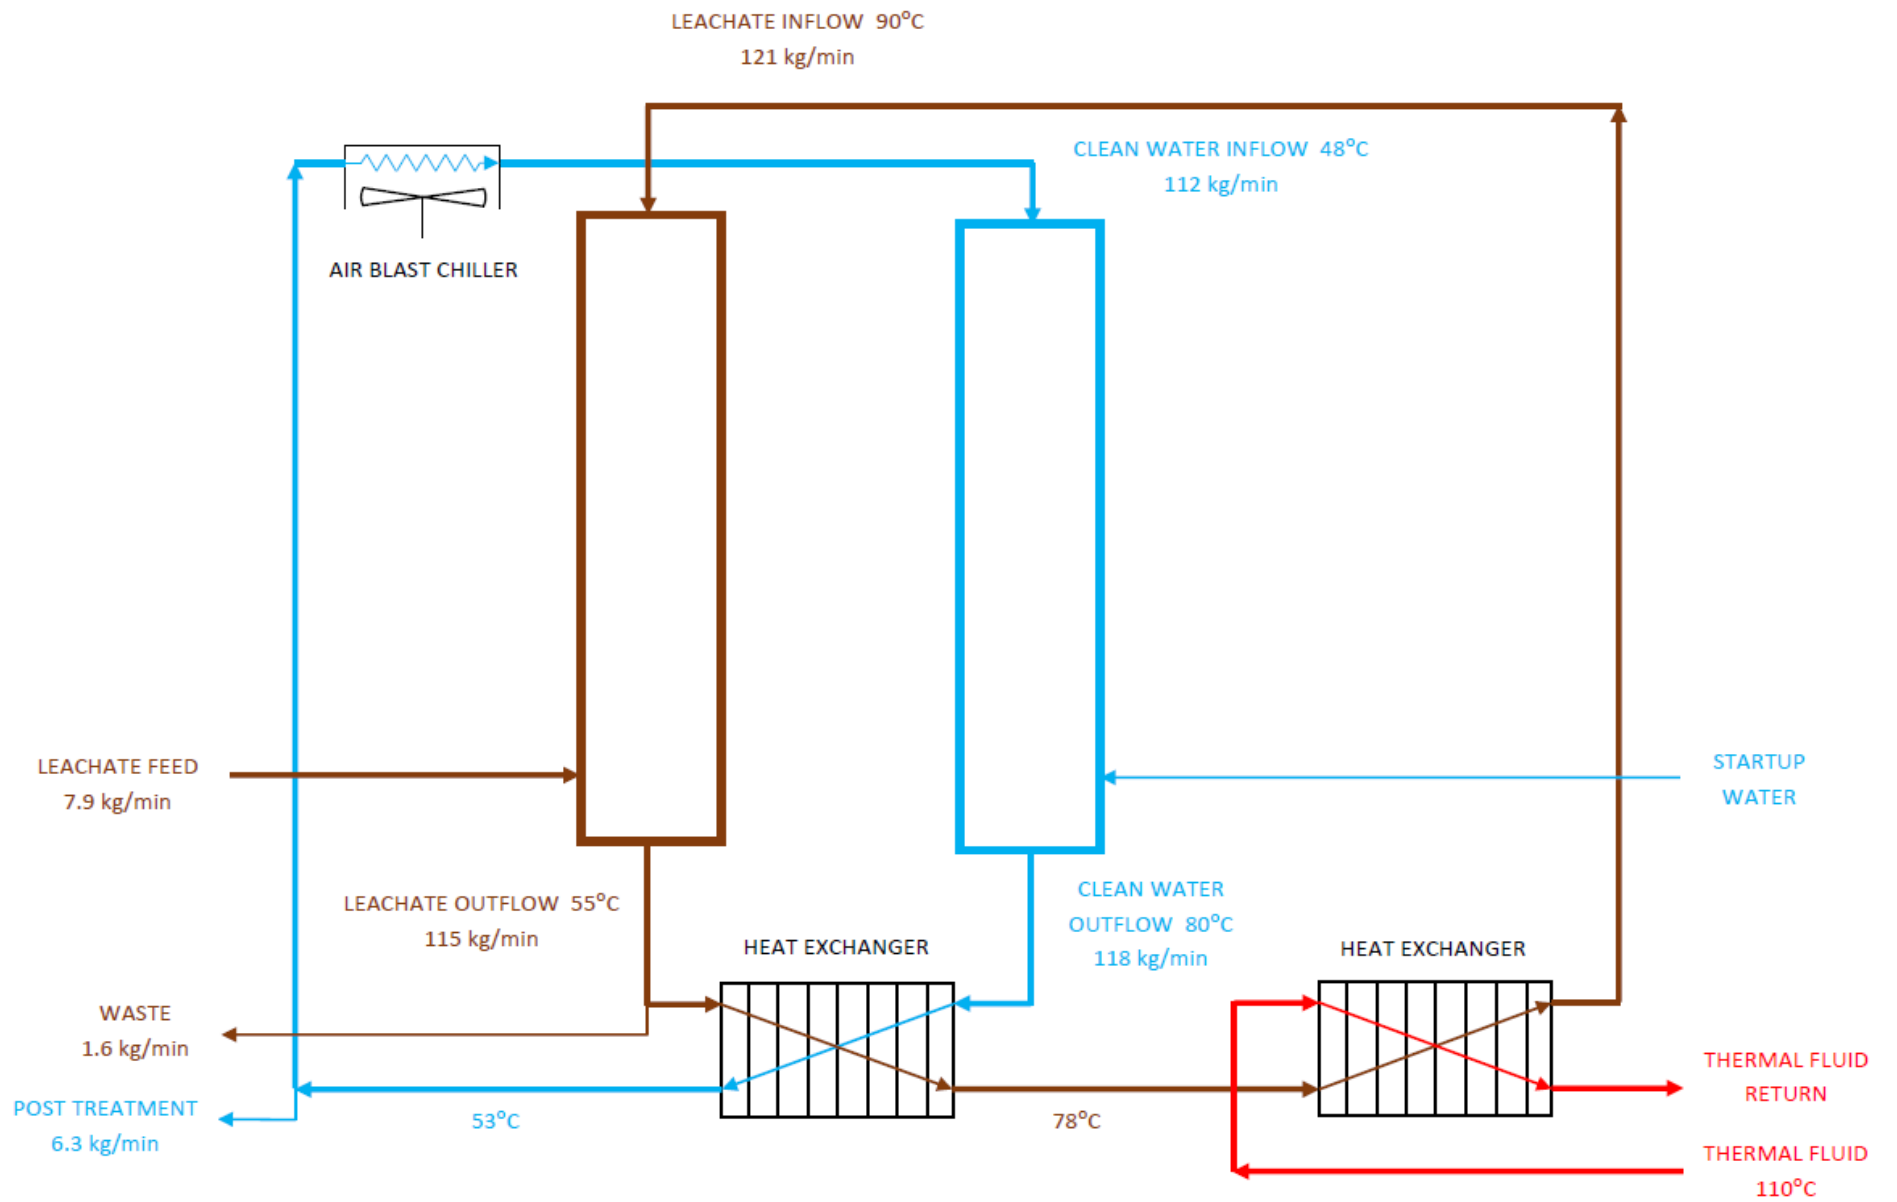 LEACHATE INFLOW 90°C
121 kg/min
CLEAN WATER INFLOW 48°C
112 kg/min
AIR BLAST CHILLER
LEACHATE FEED
7.9 kg/min
STARTUP
WATER
LEACHATE OUTFLOW 55°C
115 kg/min
CLEAN WATER
OUTFLOW 80°C
118 kg/min
HEAT EXCHANGER
HEAT EXCHANGER
WASTE
1.6 kg/min
POST TREATMENT
6.3 kg/min
53°C
78°C
THERMAL FLUID
RETURN
THERMAL FLUID
110°C